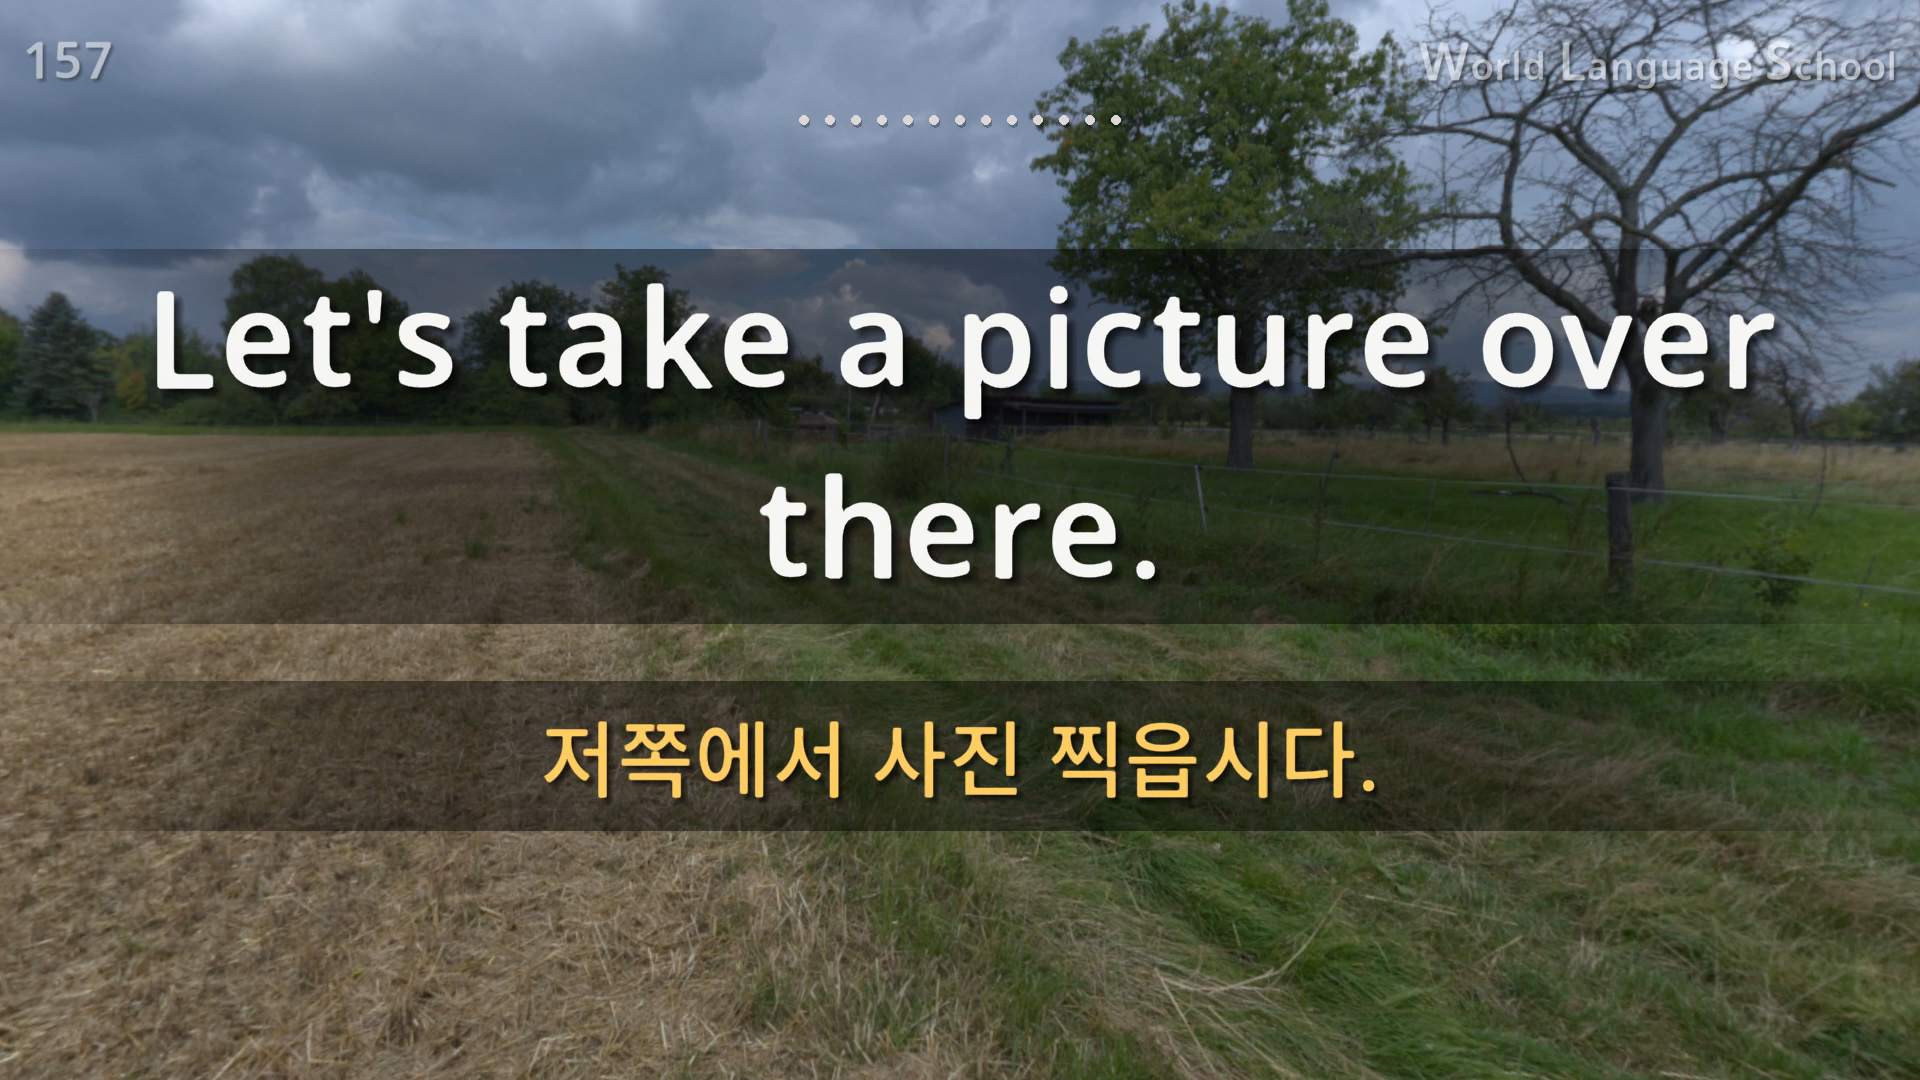 157
World Language School
Let's take a picture over
there.
저쪽에서 사진 찍읍시다.